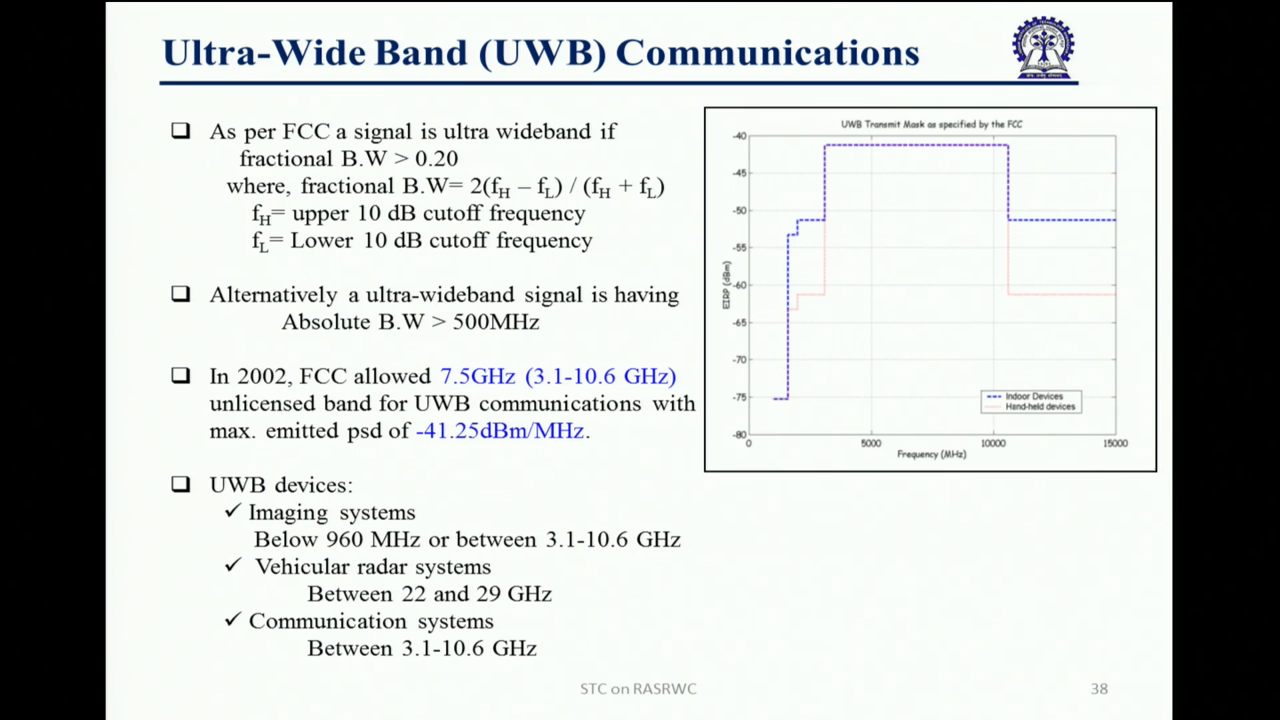 Ultra-Wide Band (UWB) Communications
❑ As per FCC a signal is ultra wideband if
fractional B.W > 0.20
where, fractional B.W= 2(fH – fL) / (fH + fL)
fH= upper 10 dB cutoff frequency
fL= Lower 10 dB cutoff frequency
❑ Alternatively a ultra-wideband signal is having
Absolute B.W > 500MHz
❑ In 2002, FCC allowed 7.5GHz (3.1-10.6 GHz)
unlicensed band for UWB communications with
max. emitted psd of -41.25dBm/MHz.
❑ UWB devices:
✓ Imaging systems
Below 960 MHz or between 3.1-10.6 GHz
✓ Vehicular radar systems
Between 22 and 29 GHz
✓ Communication systems
Between 3.1-10.6 GHz
UWB Transmit Mask as specified by the FCC
-40
-45
-50
-55
-60
-65
-70
-75
-80
EIRP (dBm)
Indoor Devices
Hand-held devices
0 5000 10000 15000
Frequency (MHz)
STC on RASRWC
38